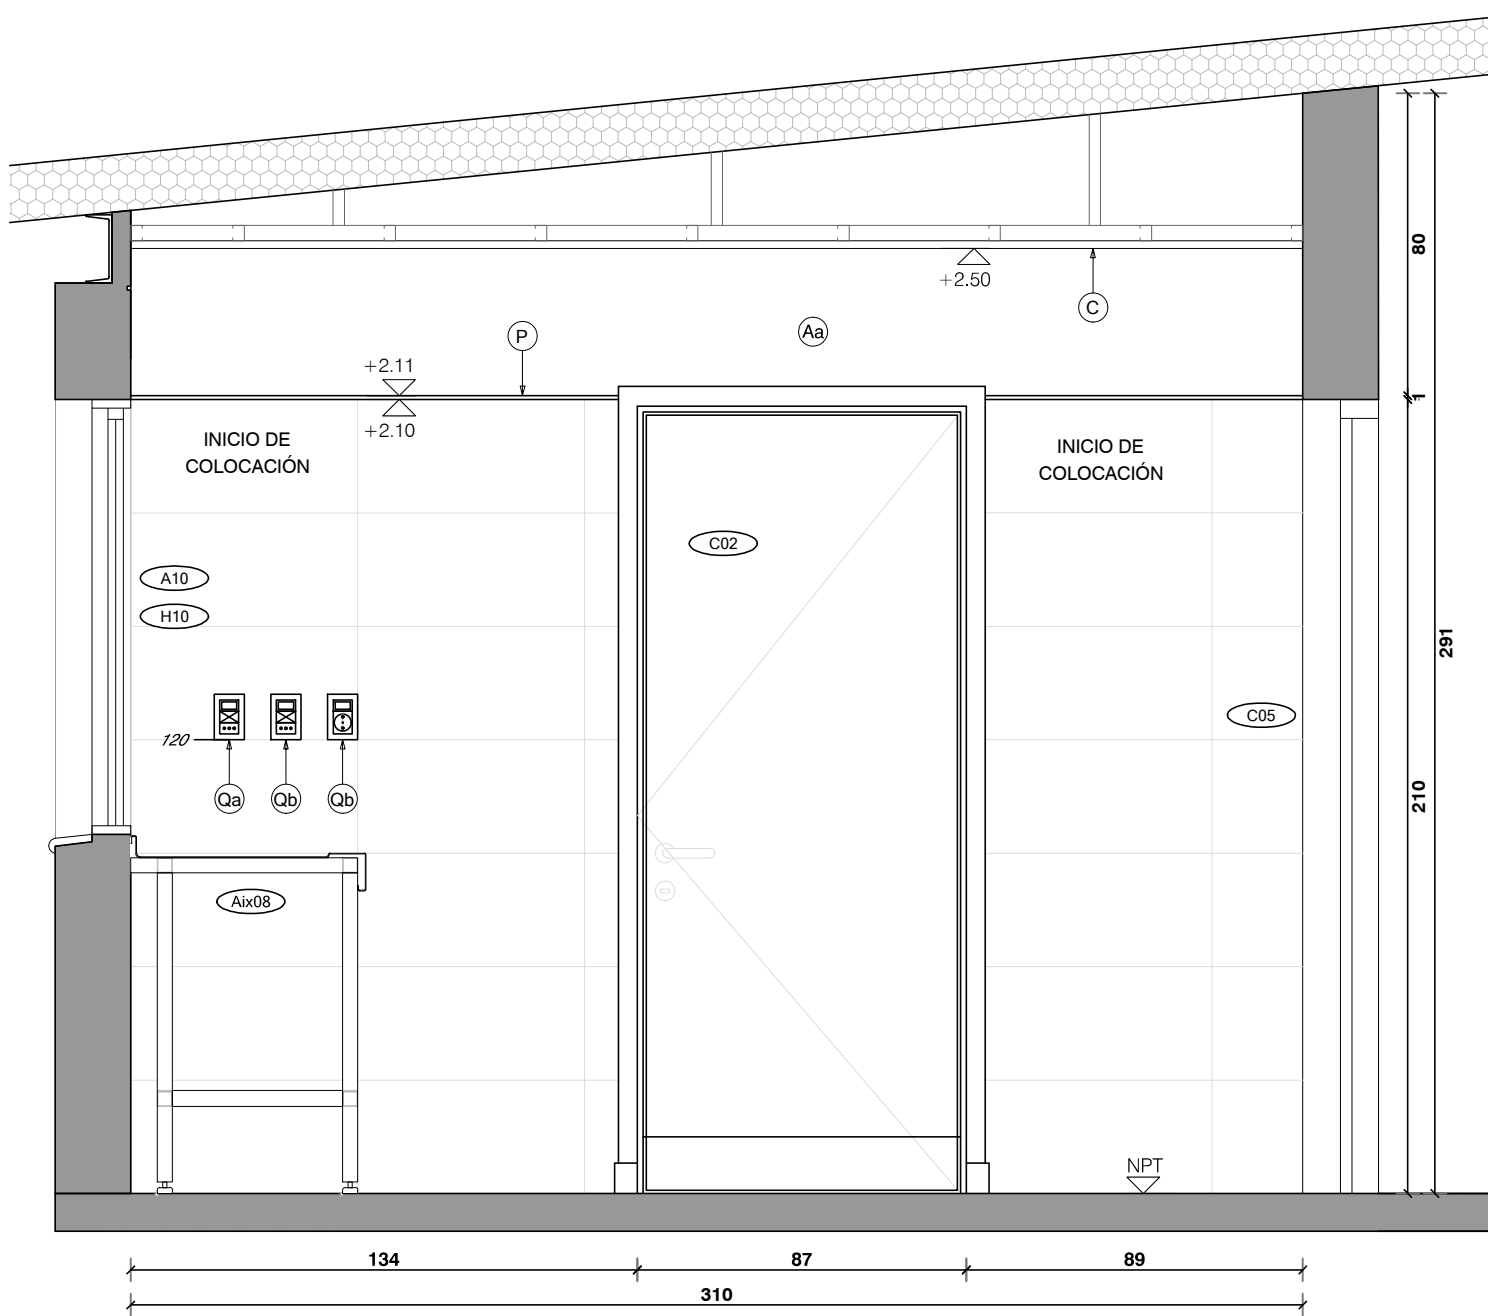 80
+2.50
C
Aa
P
+2.11
1
+2.10
INICIO DE
COLOCACIÓN
INICIO DE
COLOCACIÓN
C02
A10
H10
291
C05
120
Qa
Qb
Qb
210
Aix08
NPT
134
87
89
310